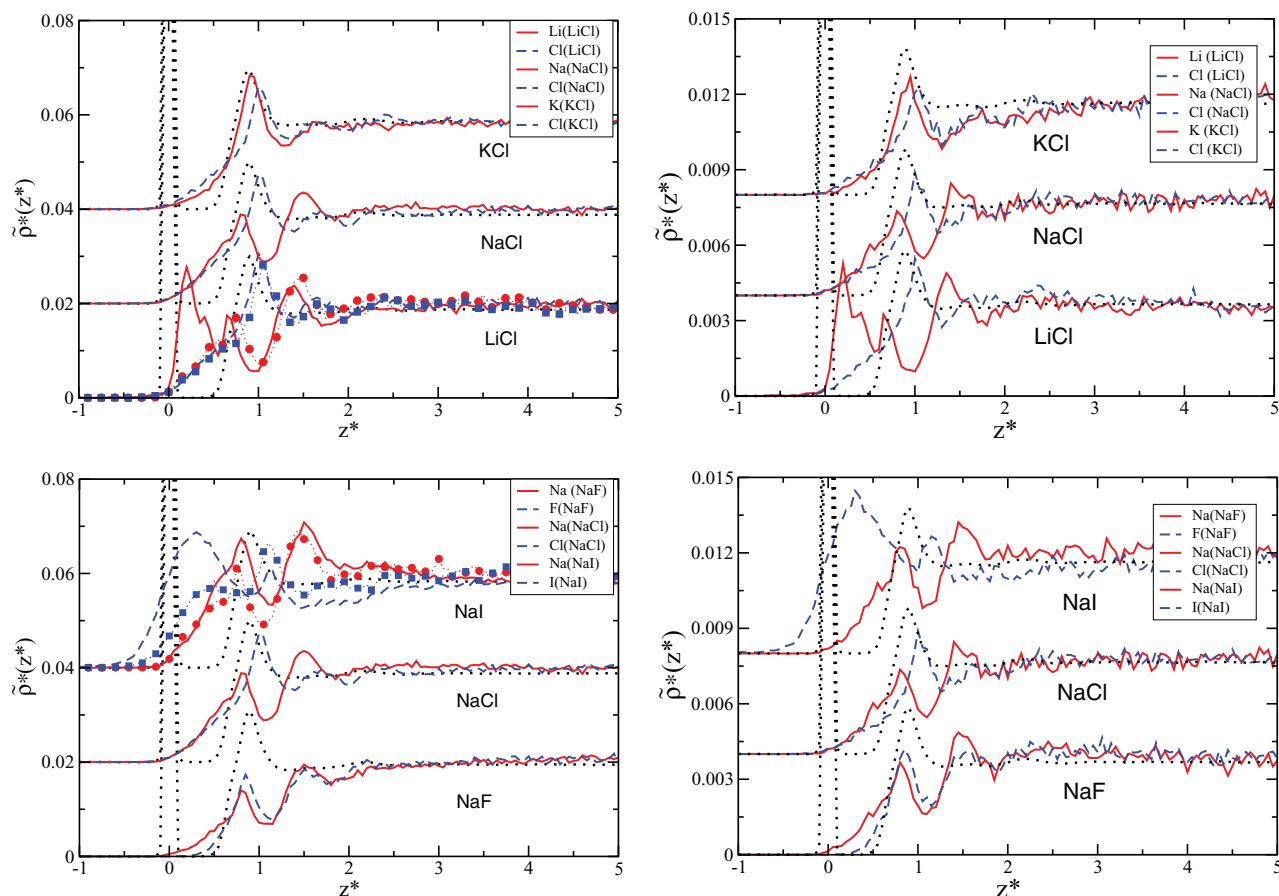 0.08
0.06
0.04
0.02
0
ρ̃*(z*)
Li(LiCl)
Cl(LiCl)
Na(NaCl)
Cl(NaCl)
K(KCl)
Cl(KCl)
KCl
NaCl
LiCl
-1 0 1 2 3 4 5
z*
0.015
0.012
0.009
0.006
0.003
0
ρ̃*(z*)
Li (LiCl)
Cl (LiCl)
Na (NaCl)
Cl (NaCl)
K (KCl)
Cl (KCl)
KCl
NaCl
LiCl
-1 0 1 2 3 4 5
z*
0.08
0.06
0.04
0.02
0
ρ̃*(z*)
Na (NaF)
F(NaF)
Na(NaCl)
Cl(NaCl)
Na(NaI)
I(NaI)
NaI
NaCl
NaF
-1 0 1 2 3 4 5
z*
0.015
0.012
0.009
0.006
0.003
0
ρ̃*(z*)
Na(NaF)
F(NaF)
Na(NaCl)
Cl(NaCl)
Na(NaI)
I(NaI)
NaI
NaCl
NaF
-1 0 1 2 3 4 5
z*